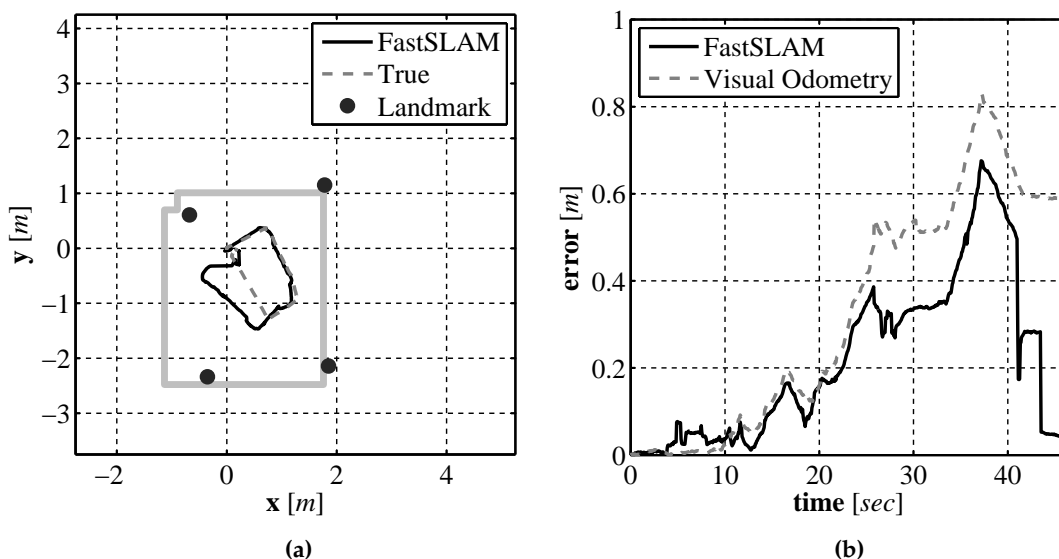 4
3
2
1
0
−1
−2
−3
−2
0
2
4
y [m]
x [m]
FastSLAM
True
Landmark
(a)
1
0.8
0.6
0.4
0.2
0
0
10
20
30
40
error [m]
time [sec]
FastSLAM
Visual Odometry
(b)